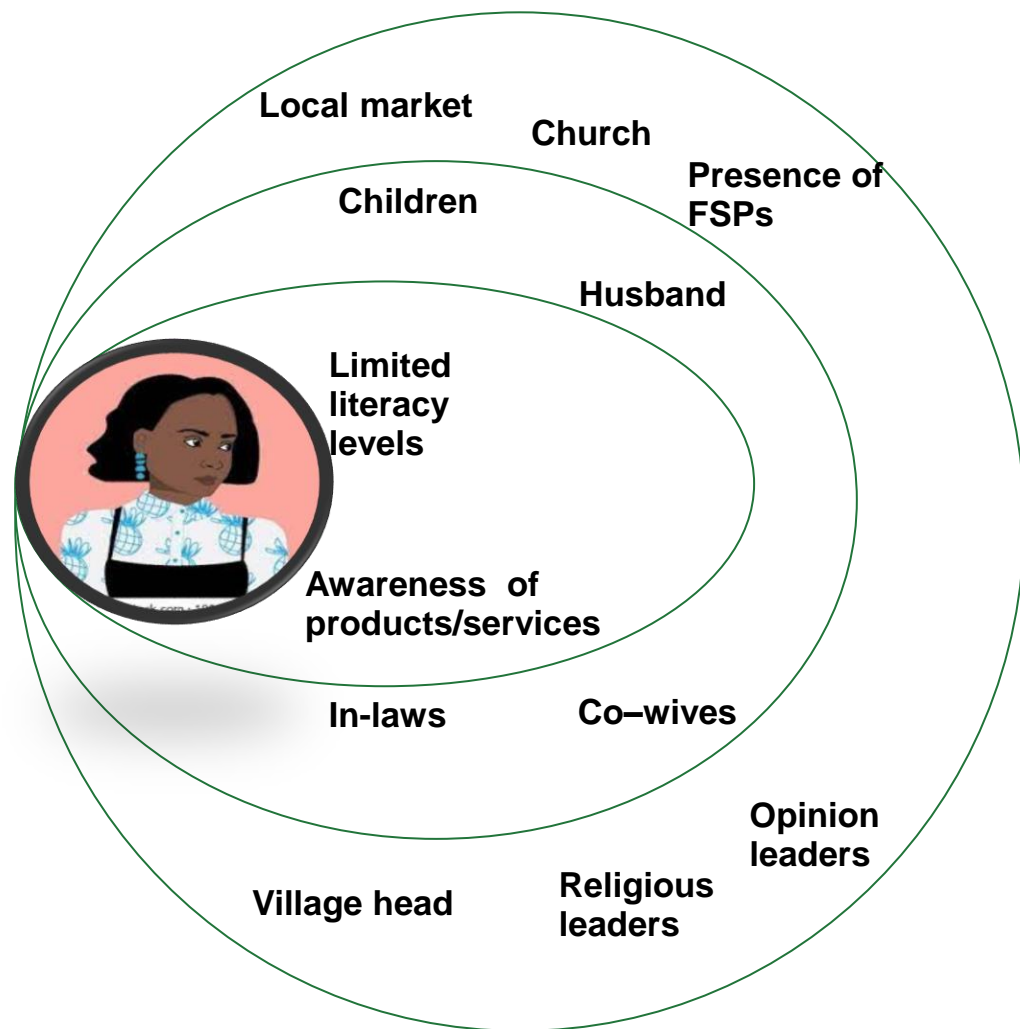 Local market
Church
Presence of
FSPs
Children
Husband
Limited
literacy
levels
Awareness of
products/services
In-laws
Co–wives
Opinion
leaders
Village head
Religious
leaders